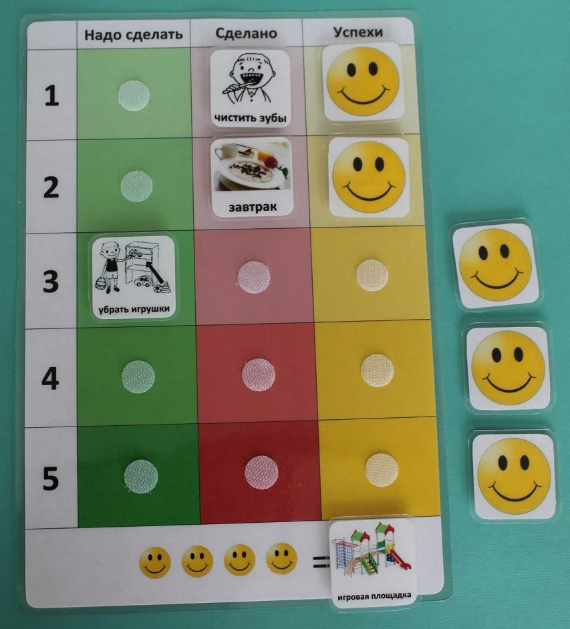 Надо сделать Сделано Успехи
1
чистить зубы
2
завтрак
3
убрать игрушки
4
5
=
игровая площадка